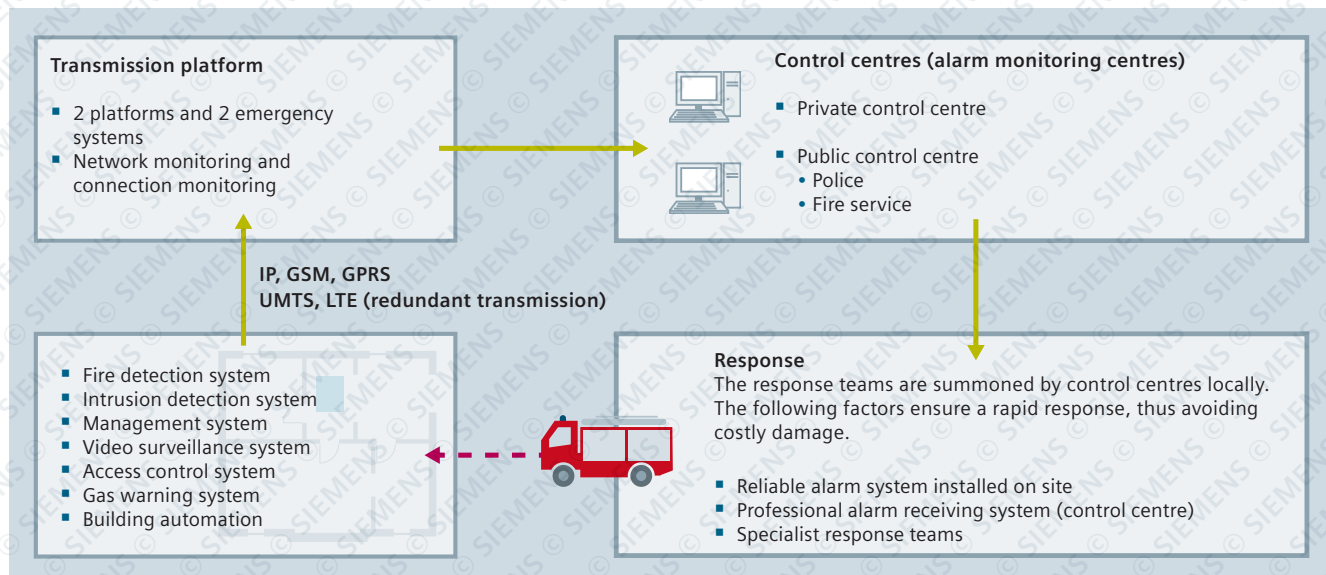 Transmission platform
2 platforms and 2 emergency
systems
Network monitoring and
connection monitoring
Control centres (alarm monitoring centres)
Private control centre
Public control centre
Police
Fire service
IP, GSM, GPRS
UMTS, LTE (redundant transmission)
Fire detection system
Intrusion detection system
Management system
Video surveillance system
Access control system
Gas warning system
Building automation
Response
The response teams are summoned by control centres locally.
The following factors ensure a rapid response, thus avoiding
costly damage.
Reliable alarm system installed on site
Professional alarm receiving system (control centre)
Specialist response teams
© SIEMENS